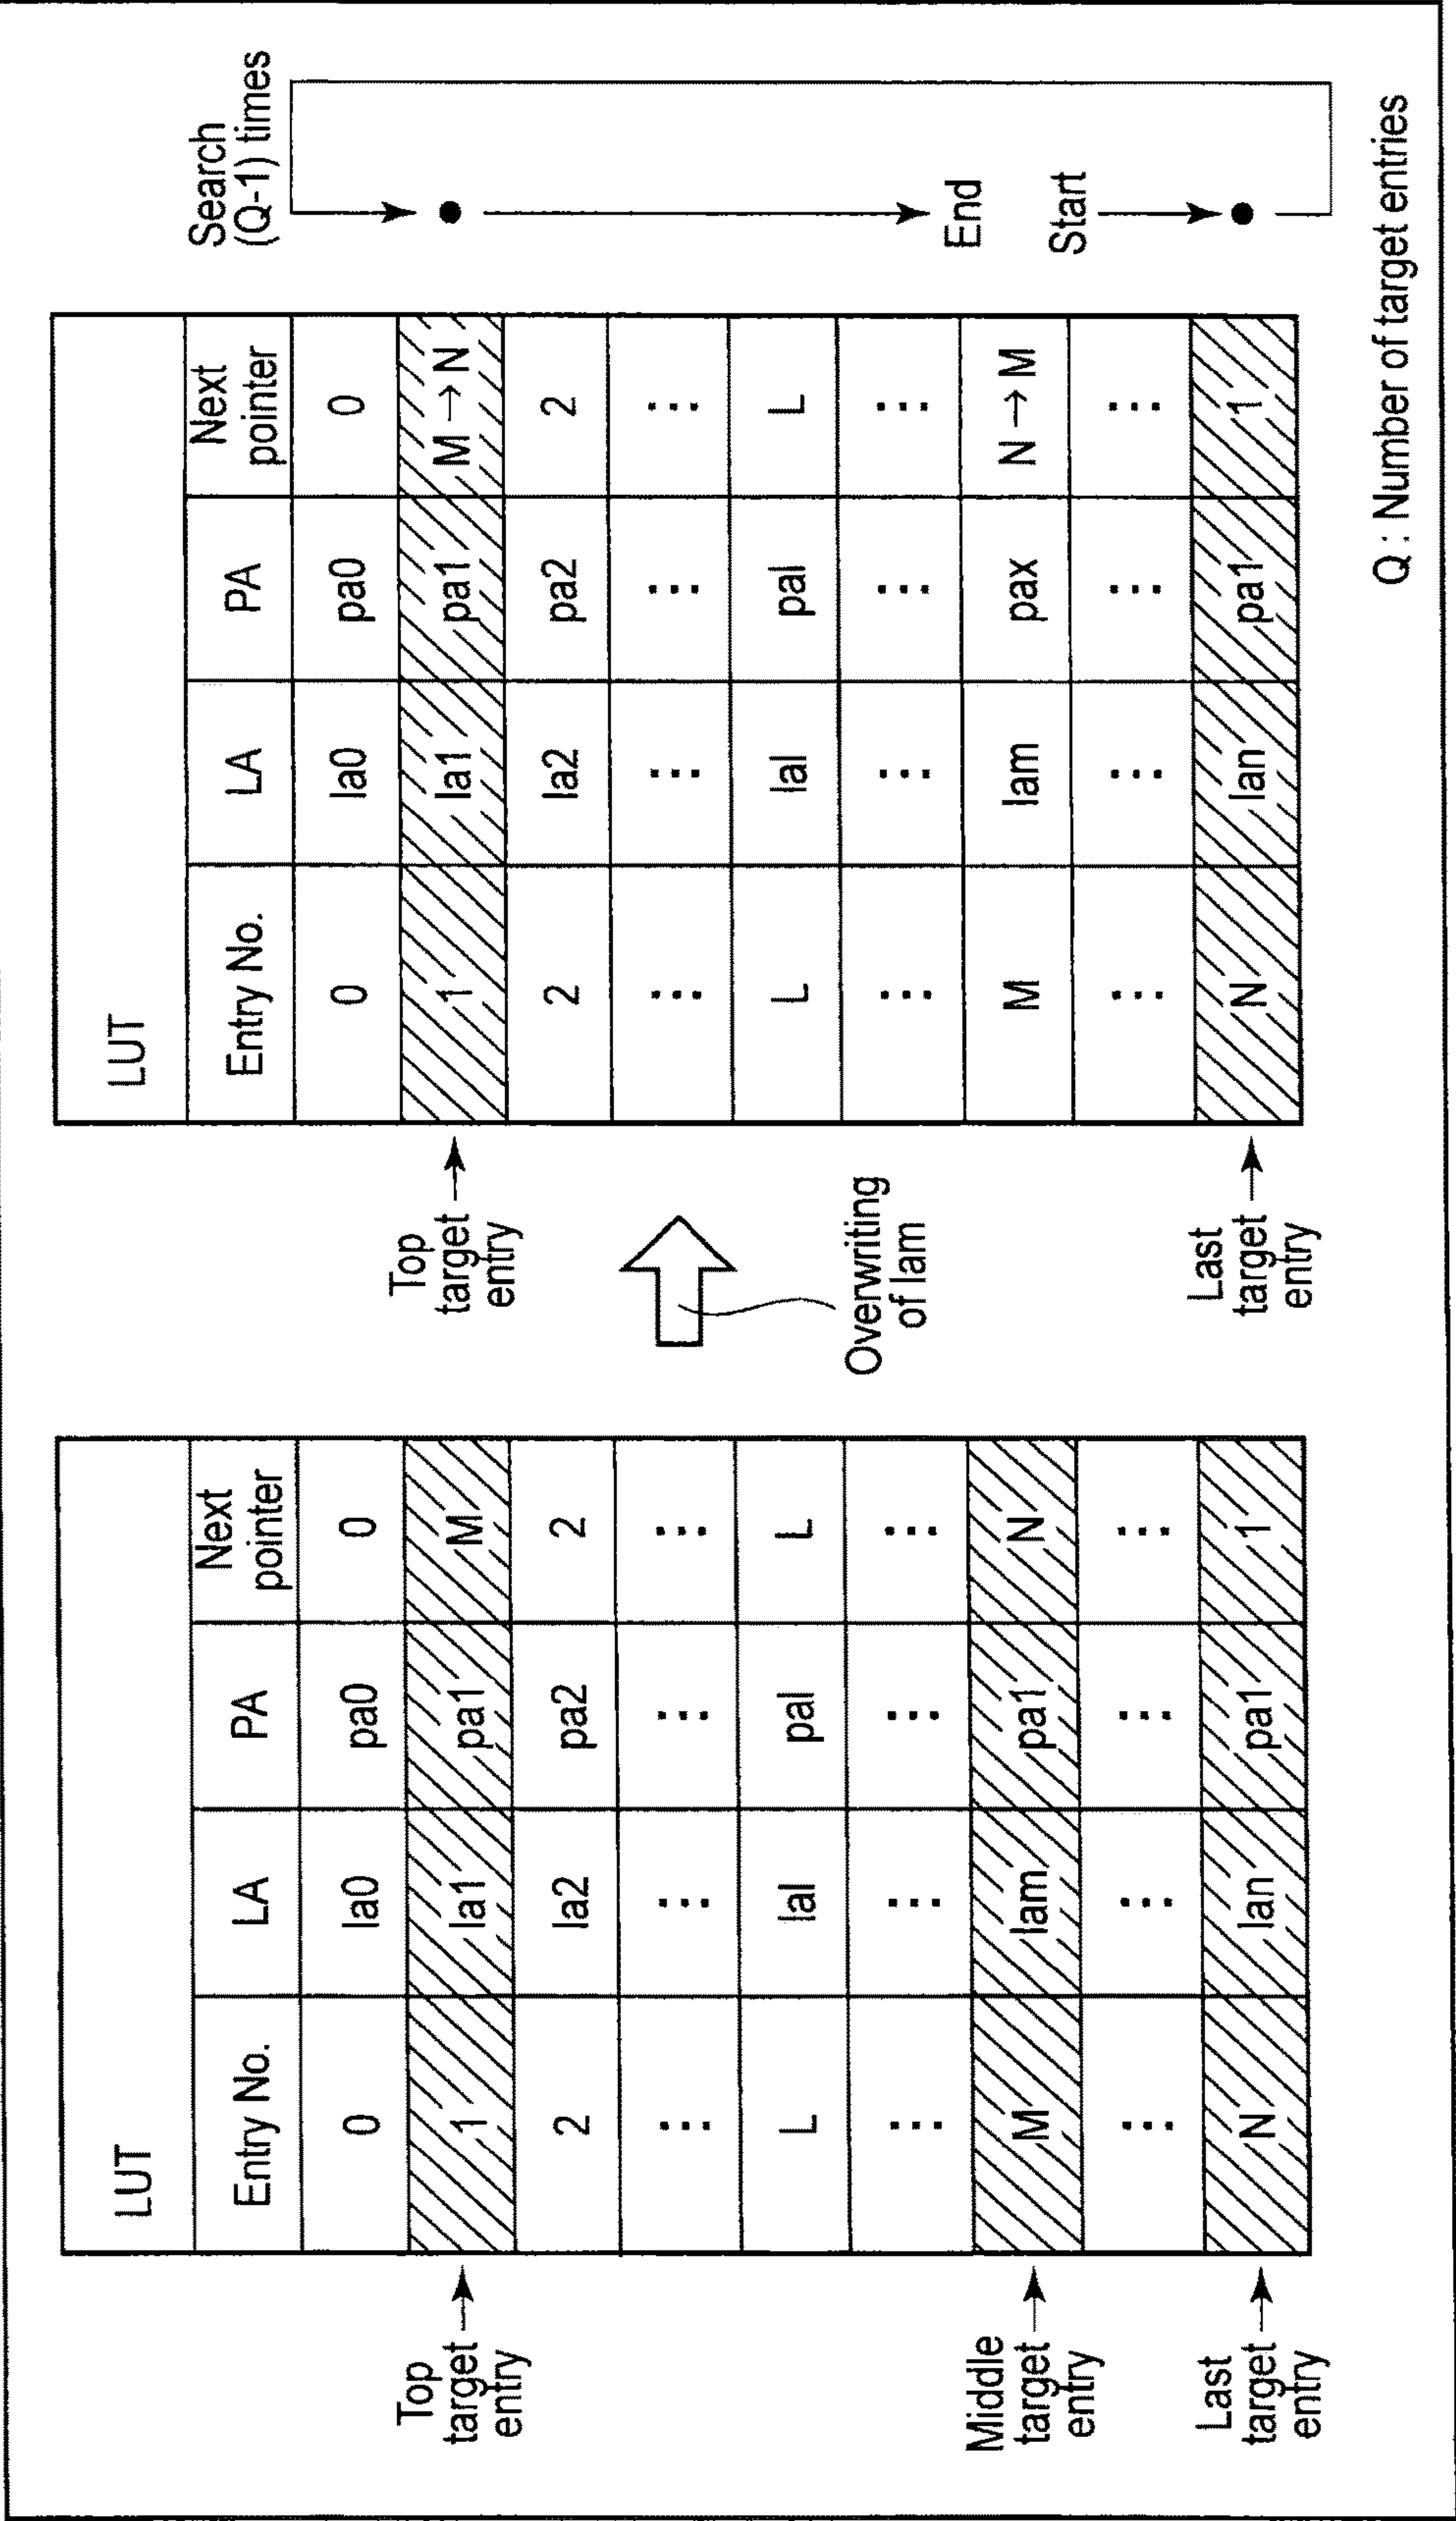 LUT
Entry No. LA PA Next pointer
0 la0 pa0 0
1 la1 pa1 M
2 la2 pa2 2
⋮ ⋮ ⋮ ⋮
L lal pal L
⋮ ⋮ ⋮ ⋮
M lam pa1 N
⋮ ⋮ ⋮ ⋮
N lan pa1 1
Top
target
entry
Middle
target
entry
Last
target
entry
Overwriting
of lam
LUT
Entry No. LA PA Next pointer
0 la0 pa0 0
1 la1 pa1 M → N
2 la2 pa2 2
⋮ ⋮ ⋮ ⋮
L lal pal L
⋮ ⋮ ⋮ ⋮
M lam pax N → M
⋮ ⋮ ⋮ ⋮
N lan pa1 1
Top
target
entry
Last
target
entry
Search
(Q-1) times
End
Start
Q : Number of target entries